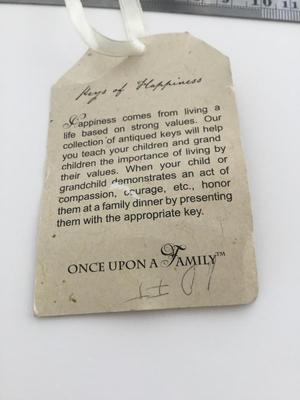 Keys of Happiness
Happiness comes from living a
life based on strong values. Our
collection of antiqued keys will help
you teach your children and grand
children the importance of living by
their values. When your child or
grandchild demonstrates an act of
compassion, courage, etc., honor
them at a family dinner by presenting
them with the appropriate key.
ONCE UPON A FAMILY™